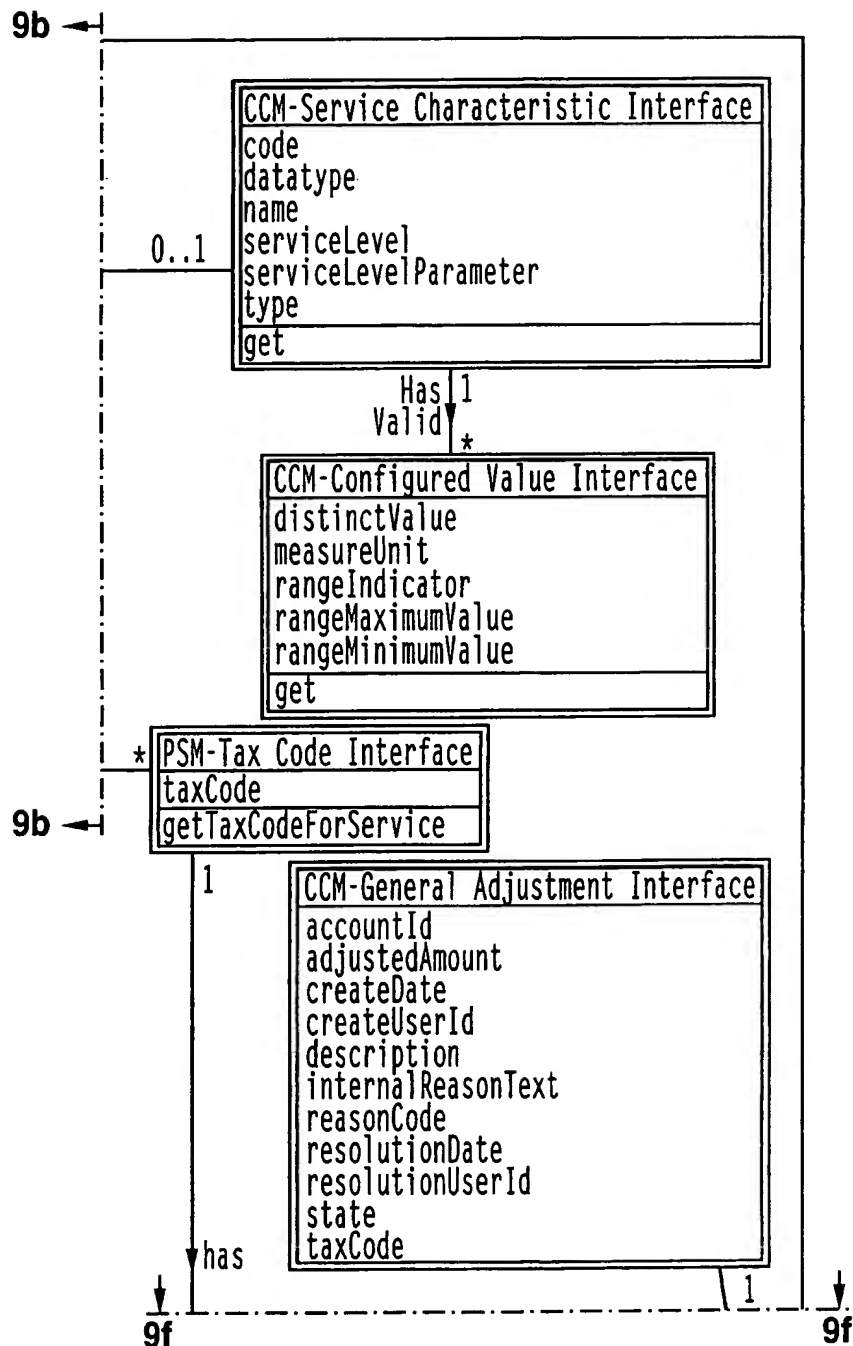 9b
CCM-Service Characteristic Interface
code
datatype
name
0..1
serviceLevel
serviceLevelParameter
type
get
Has 1
Valid
*
CCM-Configured Value Interface
distinctValue
measureUnit
rangeIndicator
rangeMaximumValue
rangeMinimumValue
get
* PSM-Tax Code Interface
taxCode
9b
getTaxCodeForService
1
CCM-General Adjustment Interface
accountId
adjustedAmount
createDate
createUserId
description
internalReasonText
reasonCode
resolutionDate
resolutionUserId
state
taxCode
has
1
9f
9f